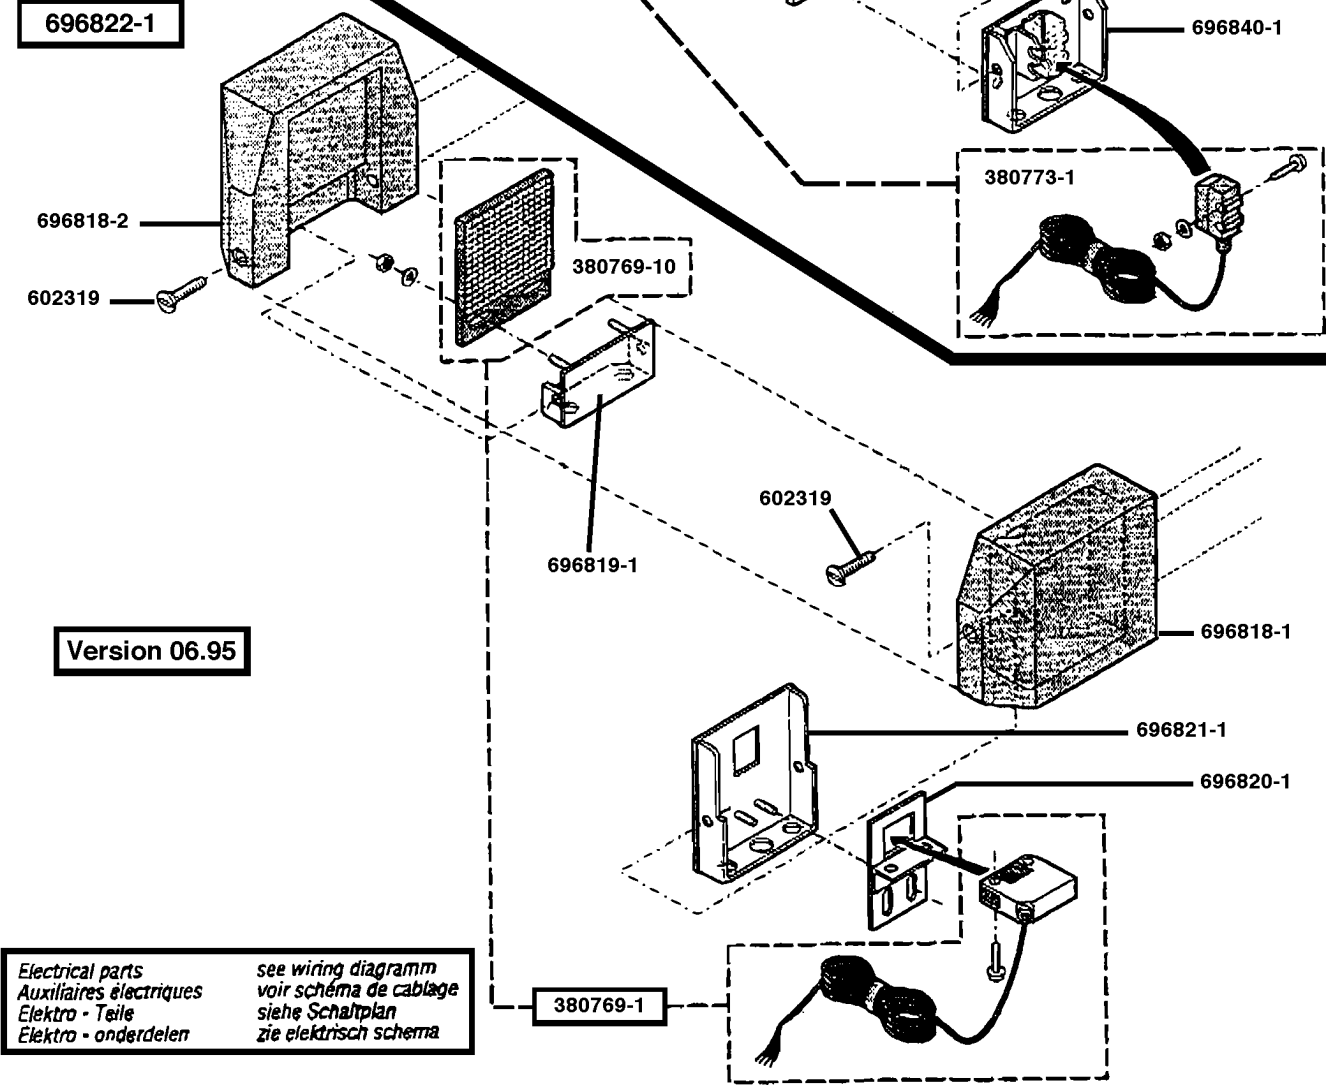 696822-1
696840-1
380773-1
696818-2
380769-10
602319
602319
696819-1
696818-1
Version 06.95
696821-1
696820-1
Electrical parts see wiring diagramm
Auxiliaires électriques voir schéma de cablage
Elektro - Teile siehe Schaltplan
Elektro - onderdelen zie elektrisch schema
380769-1